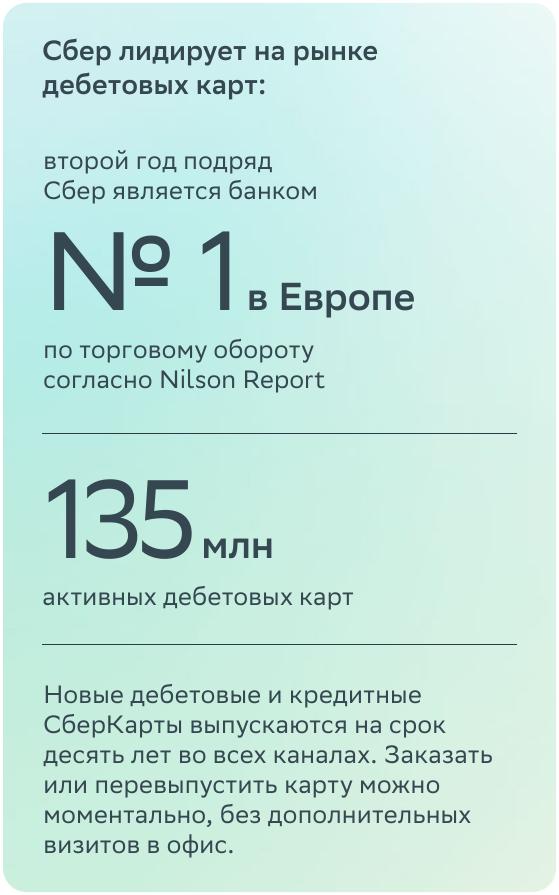 Сбер лидирует на рынке
дебетовых карт:
второй год подряд
Сбер является банком
№ 1 в Европе
по торговому обороту
согласно Nilson Report
135 млн
активных дебетовых карт
Новые дебетовые и кредитные
СберКарты выпускаются на срок
десять лет во всех каналах. Заказать
или перевыпустить карту можно
моментально, без дополнительных
визитов в офис.